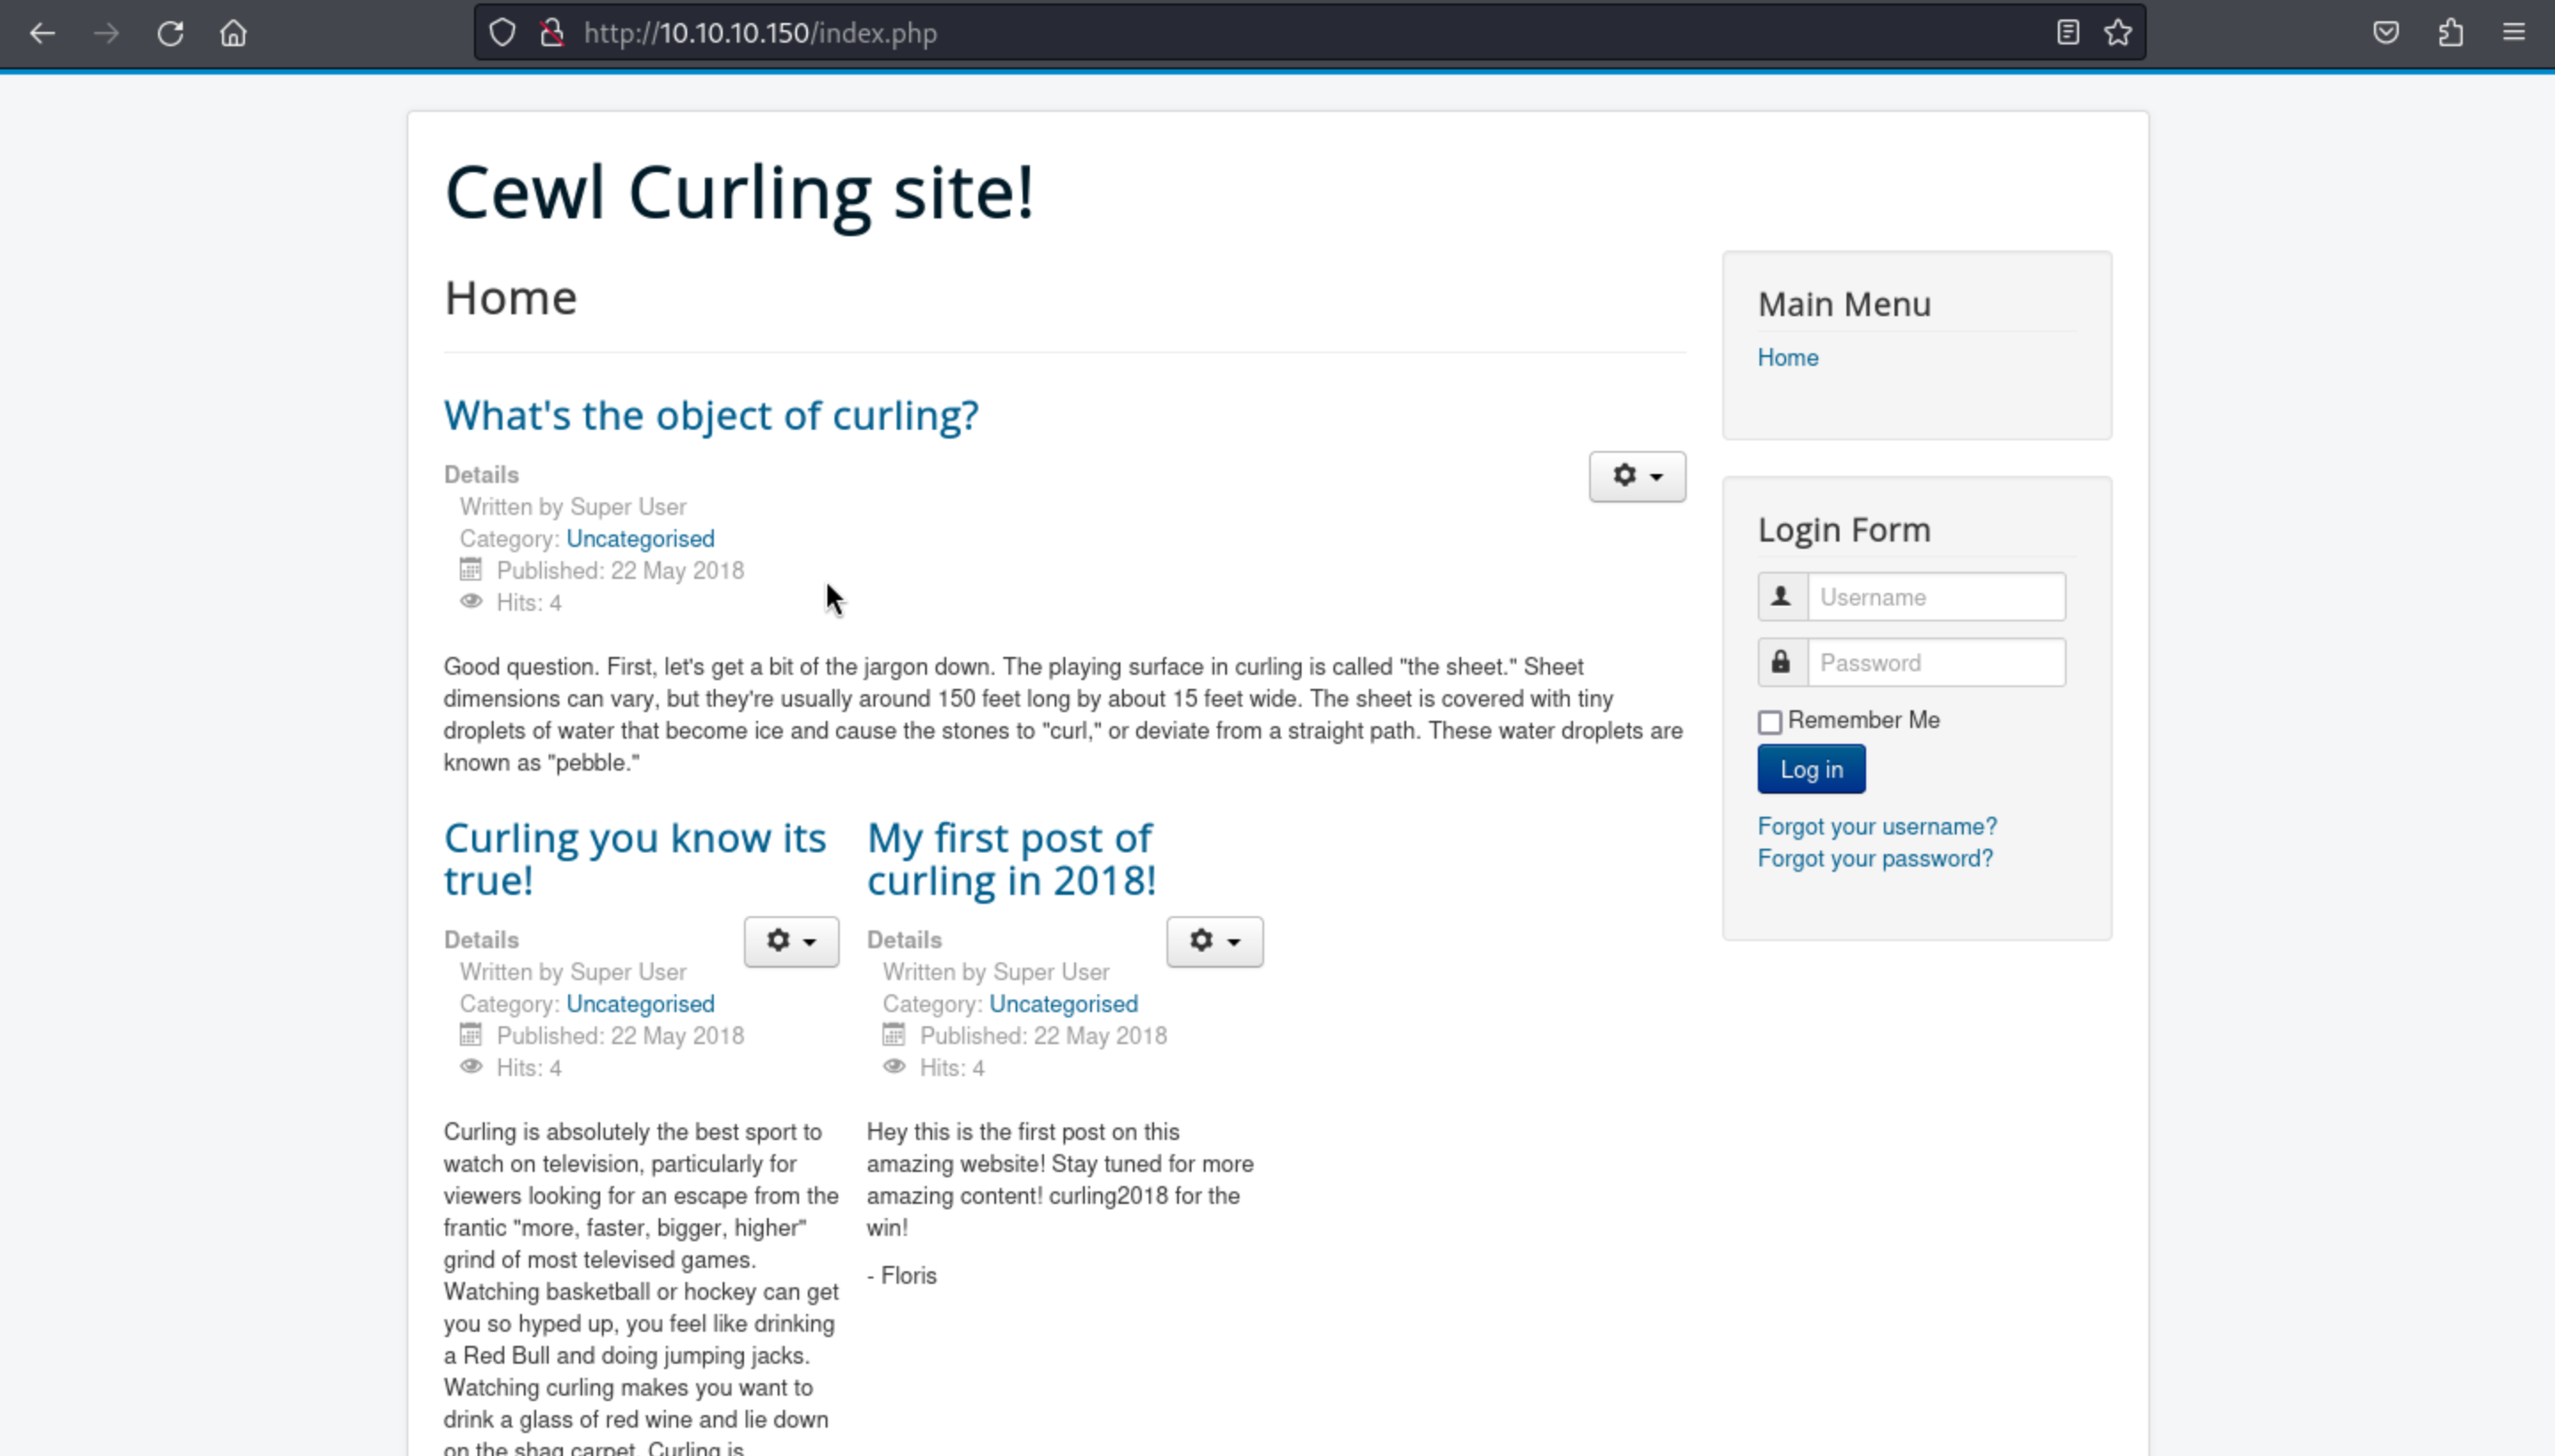 http://10.10.10.150/index.php
Cewl Curling site!
Home
What's the object of curling?
Details
Written by Super User
Category: Uncategorised
Published: 22 May 2018
Hits: 4
Good question. First, let's get a bit of the jargon down. The playing surface in curling is called "the sheet." Sheet
dimensions can vary, but they're usually around 150 feet long by about 15 feet wide. The sheet is covered with tiny
droplets of water that become ice and cause the stones to "curl," or deviate from a straight path. These water droplets are
known as "pebble."
Curling you know its
true!
Details
Written by Super User
Category: Uncategorised
Published: 22 May 2018
Hits: 4
Curling is absolutely the best sport to
watch on television, particularly for
viewers looking for an escape from the
frantic "more, faster, bigger, higher"
grind of most televised games.
Watching basketball or hockey can get
you so hyped up, you feel like drinking
a Red Bull and doing jumping jacks.
Watching curling makes you want to
drink a glass of red wine and lie down
on the shag carpet. Curling is
My first post of
curling in 2018!
Details
Written by Super User
Category: Uncategorised
Published: 22 May 2018
Hits: 4
Hey this is the first post on this
amazing website! Stay tuned for more
amazing content! curling2018 for the
win!
- Floris
Main Menu
Home
Login Form
Username
Password
Remember Me
Log in
Forgot your username?
Forgot your password?